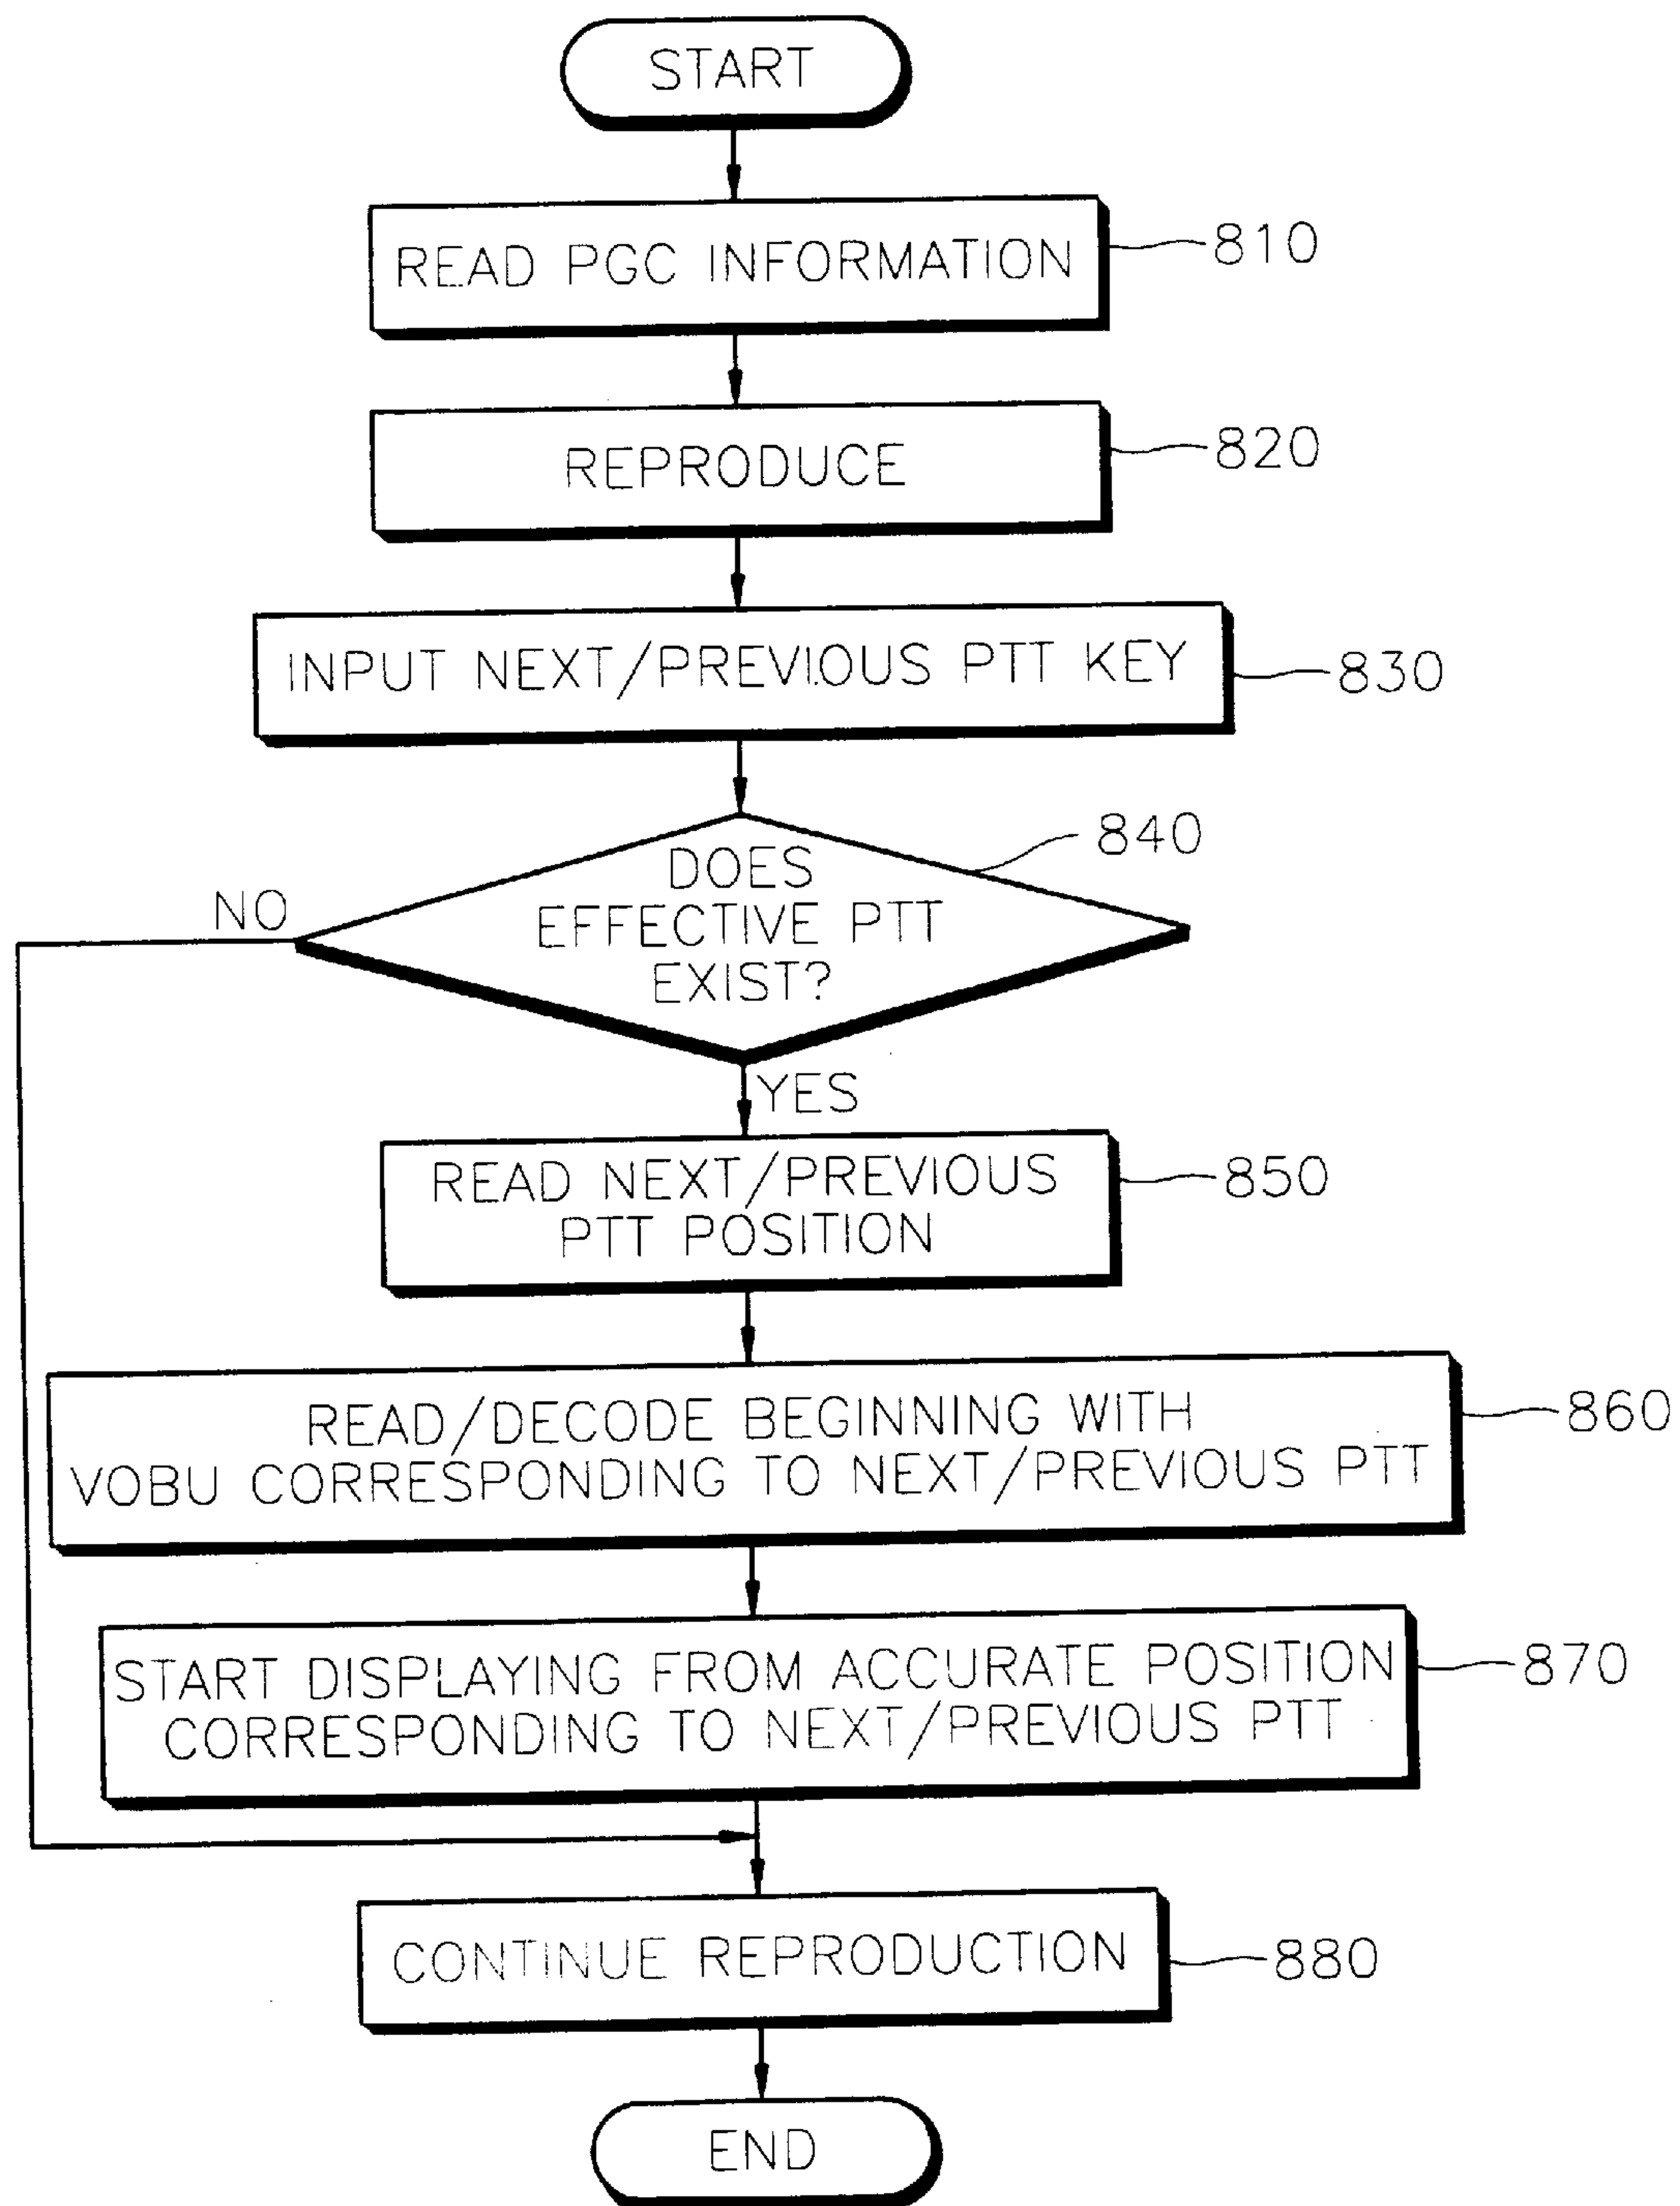 START
READ PGC INFORMATION
810
REPRODUCE
820
INPUT NEXT/PREVIOUS PTT KEY
830
840
DOES
EFFECTIVE PTT
EXIST?
NO
YES
READ NEXT/PREVIOUS
PTT POSITION
850
READ/DECODE BEGINNING WITH
VOBU CORRESPONDING TO NEXT/PREVIOUS PTT
860
START DISPLAYING FROM ACCURATE POSITION
CORRESPONDING TO NEXT/PREVIOUS PTT
870
CONTINUE REPRODUCTION
880
END